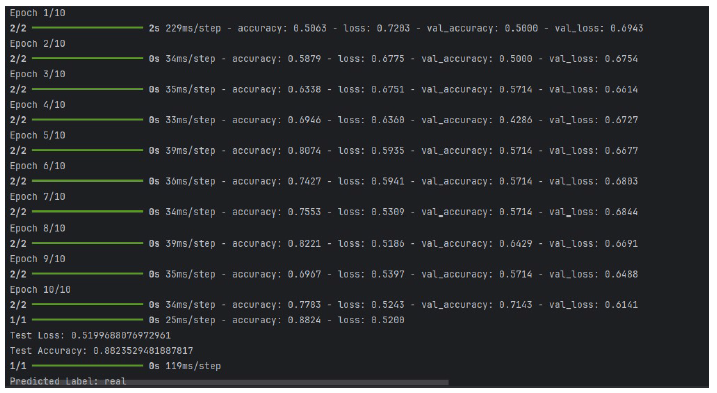 Epoch 1/10
2/2 ━━━━━━━━━━━━━━━━━━━━ 2s 229ms/step - accuracy: 0.5063 - loss: 0.7203 - val_accuracy: 0.5000 - val_loss: 0.6943
Epoch 2/10
2/2 ━━━━━━━━━━━━━━━━━━━━ 0s 34ms/step - accuracy: 0.5879 - loss: 0.6775 - val_accuracy: 0.5000 - val_loss: 0.6754
Epoch 3/10
2/2 ━━━━━━━━━━━━━━━━━━━━ 0s 35ms/step - accuracy: 0.6338 - loss: 0.6751 - val_accuracy: 0.5714 - val_loss: 0.6614
Epoch 4/10
2/2 ━━━━━━━━━━━━━━━━━━━━ 0s 33ms/step - accuracy: 0.6946 - loss: 0.6360 - val_accuracy: 0.4286 - val_loss: 0.6727
Epoch 5/10
2/2 ━━━━━━━━━━━━━━━━━━━━ 0s 39ms/step - accuracy: 0.8074 - loss: 0.5935 - val_accuracy: 0.5714 - val_loss: 0.6677
Epoch 6/10
2/2 ━━━━━━━━━━━━━━━━━━━━ 0s 36ms/step - accuracy: 0.7427 - loss: 0.5941 - val_accuracy: 0.5714 - val_loss: 0.6803
Epoch 7/10
2/2 ━━━━━━━━━━━━━━━━━━━━ 0s 34ms/step - accuracy: 0.7553 - loss: 0.5309 - val_accuracy: 0.5714 - val_loss: 0.6844
Epoch 8/10
2/2 ━━━━━━━━━━━━━━━━━━━━ 0s 39ms/step - accuracy: 0.8221 - loss: 0.5186 - val_accuracy: 0.6429 - val_loss: 0.6691
Epoch 9/10
2/2 ━━━━━━━━━━━━━━━━━━━━ 0s 35ms/step - accuracy: 0.6967 - loss: 0.5397 - val_accuracy: 0.5714 - val_loss: 0.6488
Epoch 10/10
2/2 ━━━━━━━━━━━━━━━━━━━━ 0s 34ms/step - accuracy: 0.7783 - loss: 0.5243 - val_accuracy: 0.7143 - val_loss: 0.6141
1/1 ━━━━━━━━━━━━━━━━━━━━ 0s 25ms/step - accuracy: 0.8824 - loss: 0.5200
Test Loss: 0.5199688076972961
Test Accuracy: 0.8823529481887817
1/1 ━━━━━━━━━━━━━━━━━━━━ 0s 119ms/step
Predicted Label: real